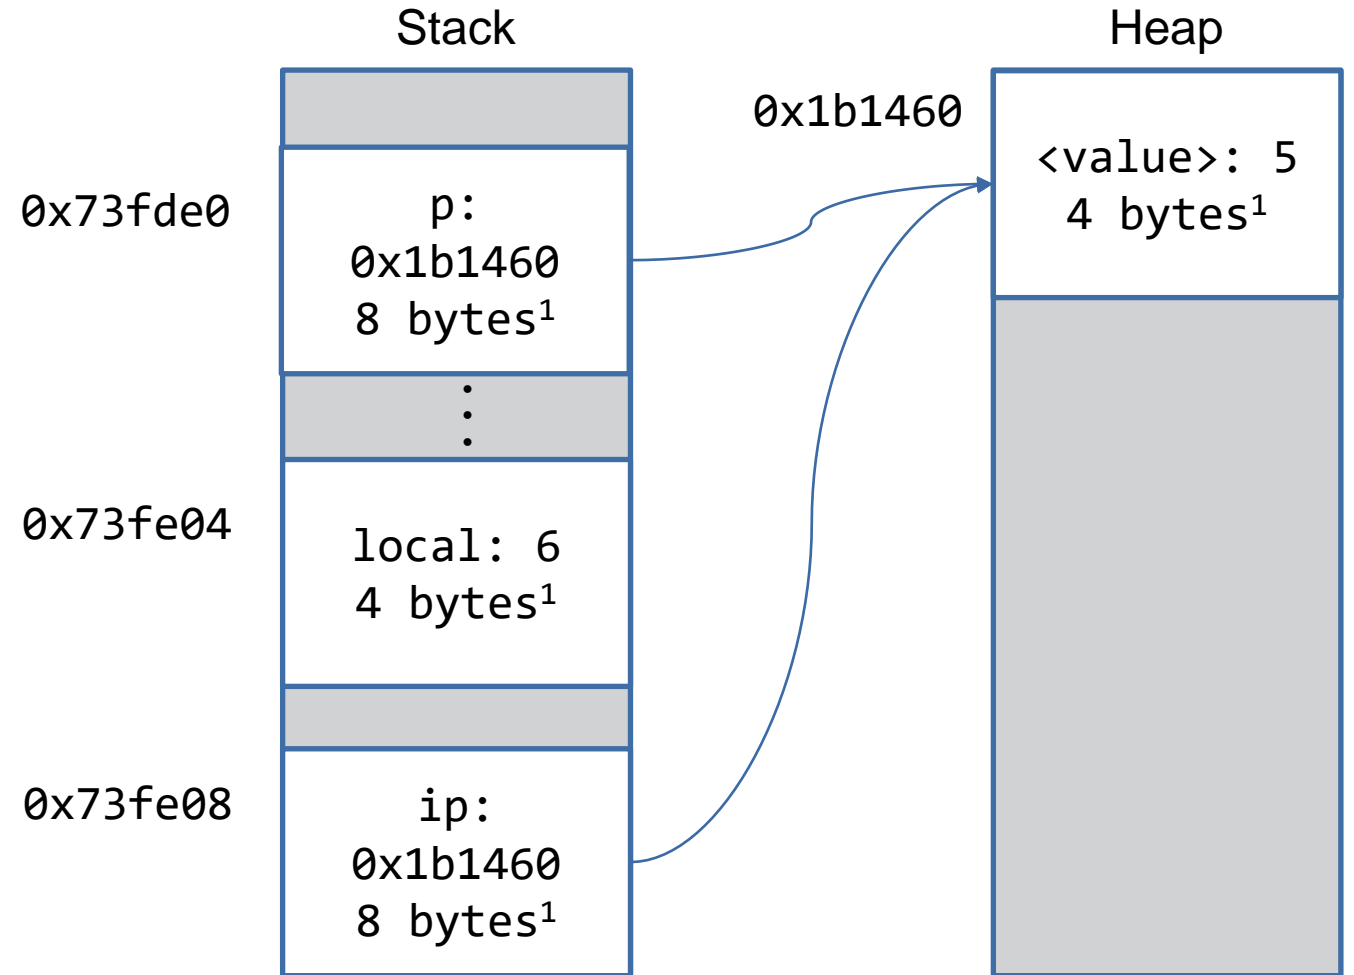 Stack
Heap
0x1b1460
<value>: 5
4 bytes¹
0x73fde0
p:
0x1b1460
8 bytes¹
.
.
.
0x73fe04
local: 6
4 bytes¹
0x73fe08
ip:
0x1b1460
8 bytes¹